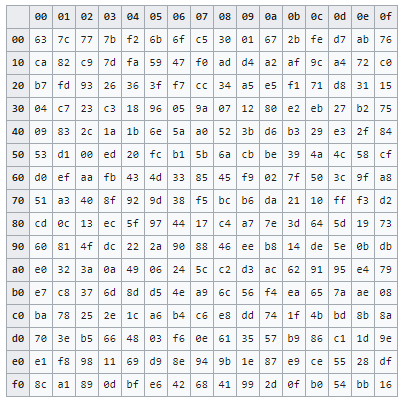 00 01 02 03 04 05 06 07 08 09 0a 0b 0c 0d 0e 0f
00 63 7c 77 7b f2 6b 6f c5 30 01 67 2b fe d7 ab 76
10 ca 82 c9 7d fa 59 47 f0 ad d4 a2 af 9c a4 72 c0
20 b7 fd 93 26 36 3f f7 cc 34 a5 e5 f1 71 d8 31 15
30 04 c7 23 c3 18 96 05 9a 07 12 80 e2 eb 27 b2 75
40 09 83 2c 1a 1b 6e 5a a0 52 3b d6 b3 29 e3 2f 84
50 53 d1 00 ed 20 fc b1 5b 6a cb be 39 4a 4c 58 cf
60 d0 ef aa fb 43 4d 33 85 45 f9 02 7f 50 3c 9f a8
70 51 a3 40 8f 92 9d 38 f5 bc b6 da 21 10 ff f3 d2
80 cd 0c 13 ec 5f 97 44 17 c4 a7 7e 3d 64 5d 19 73
90 60 81 4f dc 22 2a 90 88 46 ee b8 14 de 5e 0b db
a0 e0 32 3a 0a 49 06 24 5c c2 d3 ac 62 91 95 e4 79
b0 e7 c8 37 6d 8d d5 4e a9 6c 56 f4 ea 65 7a ae 08
c0 ba 78 25 2e 1c a6 b4 c6 e8 dd 74 1f 4b bd 8b 8a
d0 70 3e b5 66 48 03 f6 0e 61 35 57 b9 86 c1 1d 9e
e0 e1 f8 98 11 69 d9 8e 94 9b 1e 87 e9 ce 55 28 df
f0 8c a1 89 0d bf e6 42 68 41 99 2d 0f b0 54 bb 16